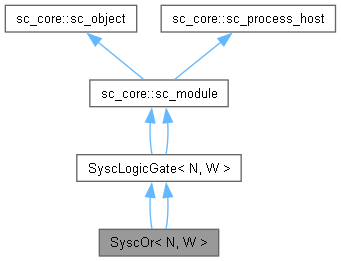 sc_core::sc_object
sc_core::sc_process_host
sc_core::sc_module
SyscLogicGate< N, W >
SyscOr< N, W >